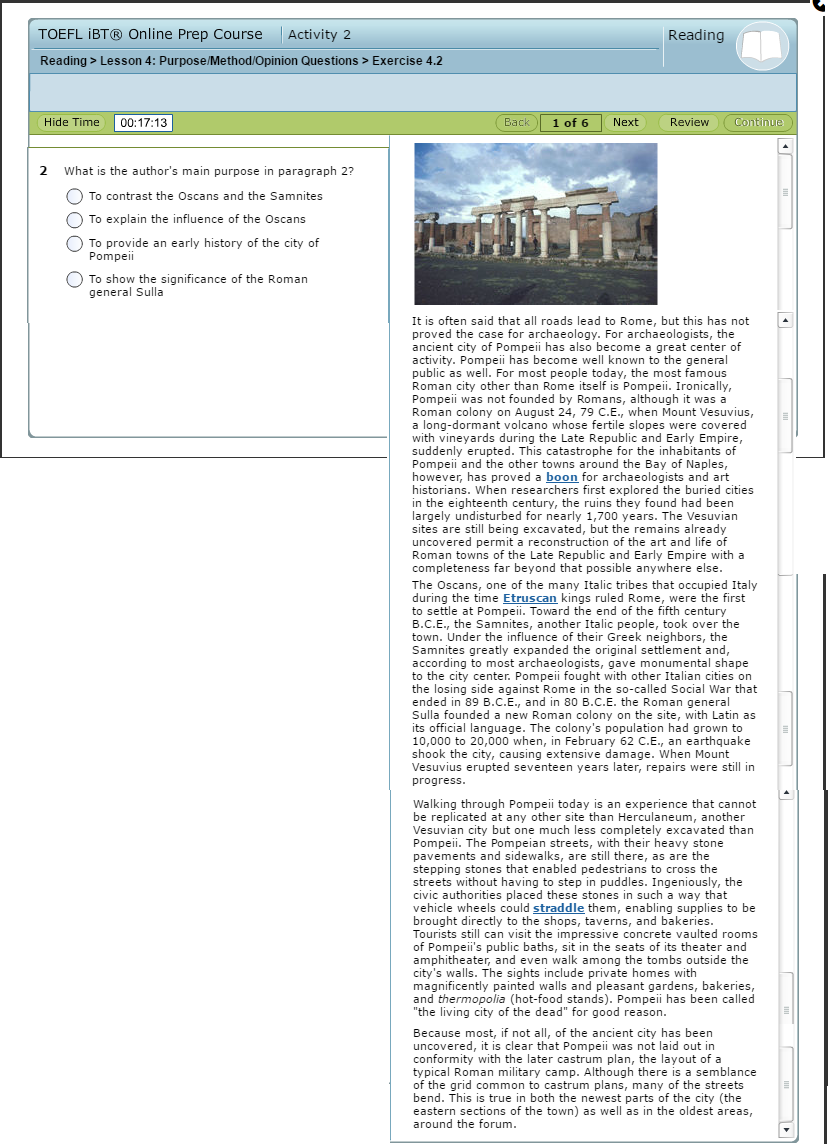 TOEFL iBT® Online Prep Course
Activity 2
Reading
Reading > Lesson 4: Purpose/Method/Opinion Questions > Exercise 4.2
Hide Time
00:17:13
Back
1 of 6
Next
Review
Continue
2 What is the author's main purpose in paragraph 2?
To contrast the Oscans and the Samnites
To explain the influence of the Oscans
To provide an early history of the city of
Pompeii
To show the significance of the Roman
general Sulla
It is often said that all roads lead to Rome, but this has not
proved the case for archaeology. For archaeologists, the
ancient city of Pompeii has also become a great center of
activity. Pompeii has become well known to the general
public as well. For most people today, the most famous
Roman city other than Rome itself is Pompeii. Ironically,
Pompeii was not founded by Romans, although it was a
Roman colony on August 24, 79 C.E., when Mount Vesuvius,
a long-dormant volcano whose fertile slopes were covered
with vineyards during the Late Republic and Early Empire,
suddenly erupted. This catastrophe for the inhabitants of
Pompeii and the other towns around the Bay of Naples,
however, has proved a boon for archaeologists and art
historians. When researchers first explored the buried cities
in the eighteenth century, the ruins they found had been
largely undisturbed for nearly 1,700 years. The Vesuvian
sites are still being excavated, but the remains already
uncovered permit a reconstruction of the art and life of
Roman towns of the Late Republic and Early Empire with a
completeness far beyond that possible anywhere else.
The Oscans, one of the many Italic tribes that occupied Italy
during the time Etruscan kings ruled Rome, were the first
to settle at Pompeii. Toward the end of the fifth century
B.C.E., the Samnites, another Italic people, took over the
town. Under the influence of their Greek neighbors, the
Samnites greatly expanded the original settlement and,
according to most archaeologists, gave monumental shape
to the city center. Pompeii fought with other Italian cities on
the losing side against Rome in the so-called Social War that
ended in 89 B.C.E., and in 80 B.C.E. the Roman general
Sulla founded a new Roman colony on the site, with Latin as
its official language. The colony's population had grown to
10,000 to 20,000 when, in February 62 C.E., an earthquake
shook the city, causing extensive damage. When Mount
Vesuvius erupted seventeen years later, repairs were still in
progress.
Walking through Pompeii today is an experience that cannot
be replicated at any other site than Herculaneum, another
Vesuvian city but one much less completely excavated than
Pompeii. The Pompeian streets, with their heavy stone
pavements and sidewalks, are still there, as are the
stepping stones that enabled pedestrians to cross the
streets without having to step in puddles. Ingeniously, the
civic authorities placed these stones in such a way that
vehicle wheels could straddle them, enabling supplies to be
brought directly to the shops, taverns, and bakeries.
Tourists still can visit the impressive concrete vaulted rooms
of Pompeii's public baths, sit in the seats of its theater and
amphitheater, and even walk among the tombs outside the
city's walls. The sights include private homes with
magnificently painted walls and pleasant gardens, bakeries,
and thermopolia (hot-food stands). Pompeii has been called
"the living city of the dead" for good reason.
Because most, if not all, of the ancient city has been
uncovered, it is clear that Pompeii was not laid out in
conformity with the later castrum plan, the layout of a
typical Roman military camp. Although there is a semblance
of the grid common to castrum plans, many of the streets
bend. This is true in both the newest parts of the city (the
eastern sections of the town) as well as in the oldest areas,
around the forum.